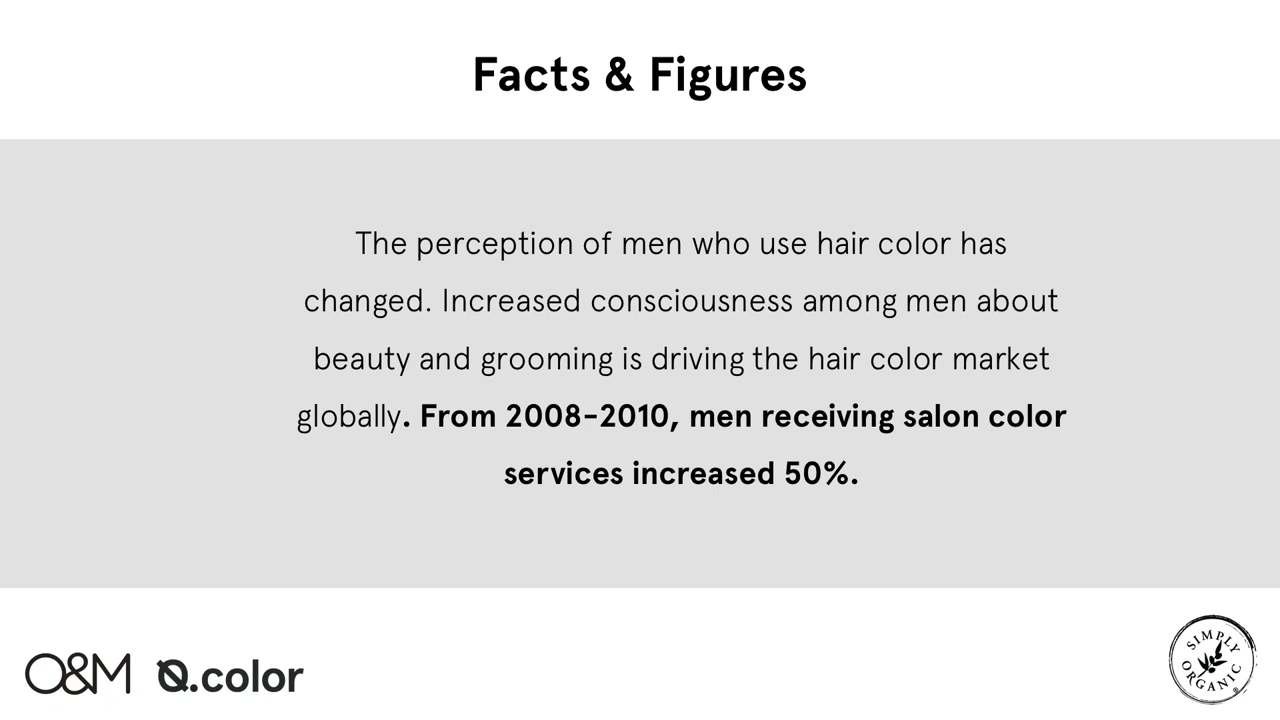 Facts & Figures
The perception of men who use hair color has
changed. Increased consciousness among men about
beauty and grooming is driving the hair color market
globally. From 2008-2010, men receiving salon color
services increased 50%.
O&M Ø.color
SIMPLY
ORGANIC®